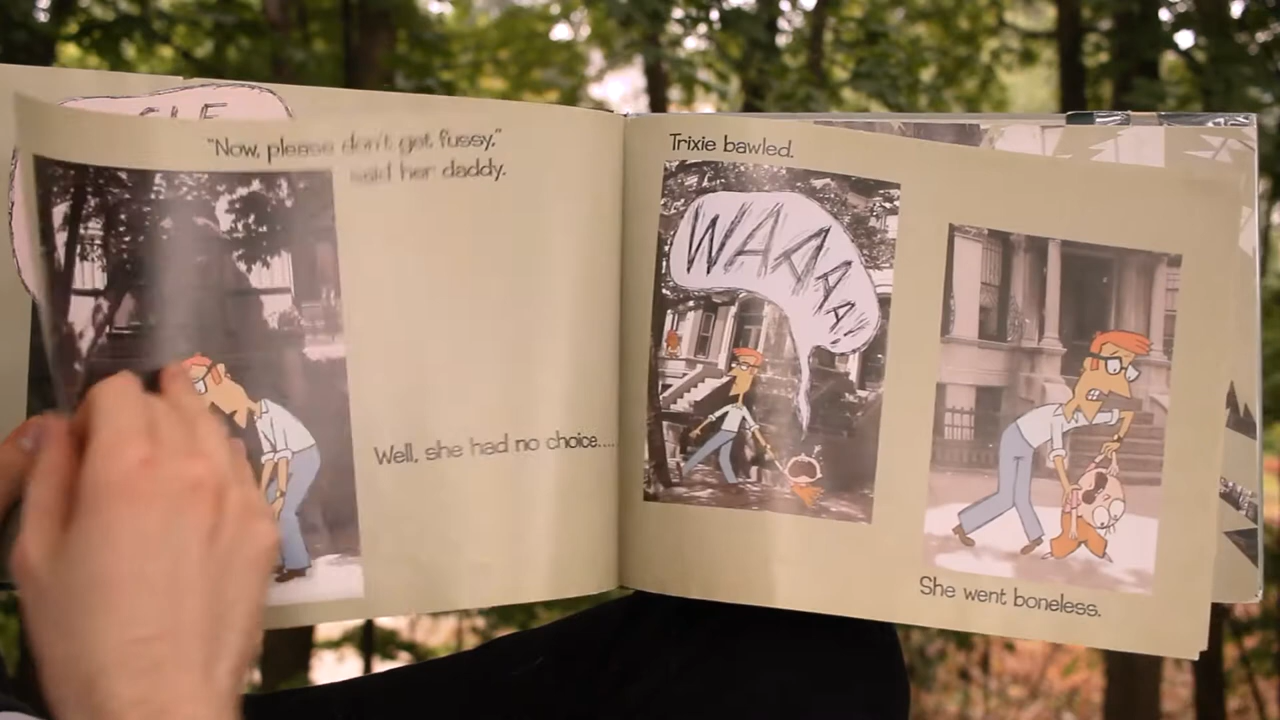 "Now, please don't get fussy,"
said her daddy.
Well, she had no choice....
Trixie bawled.
WAAAAA
She went boneless.